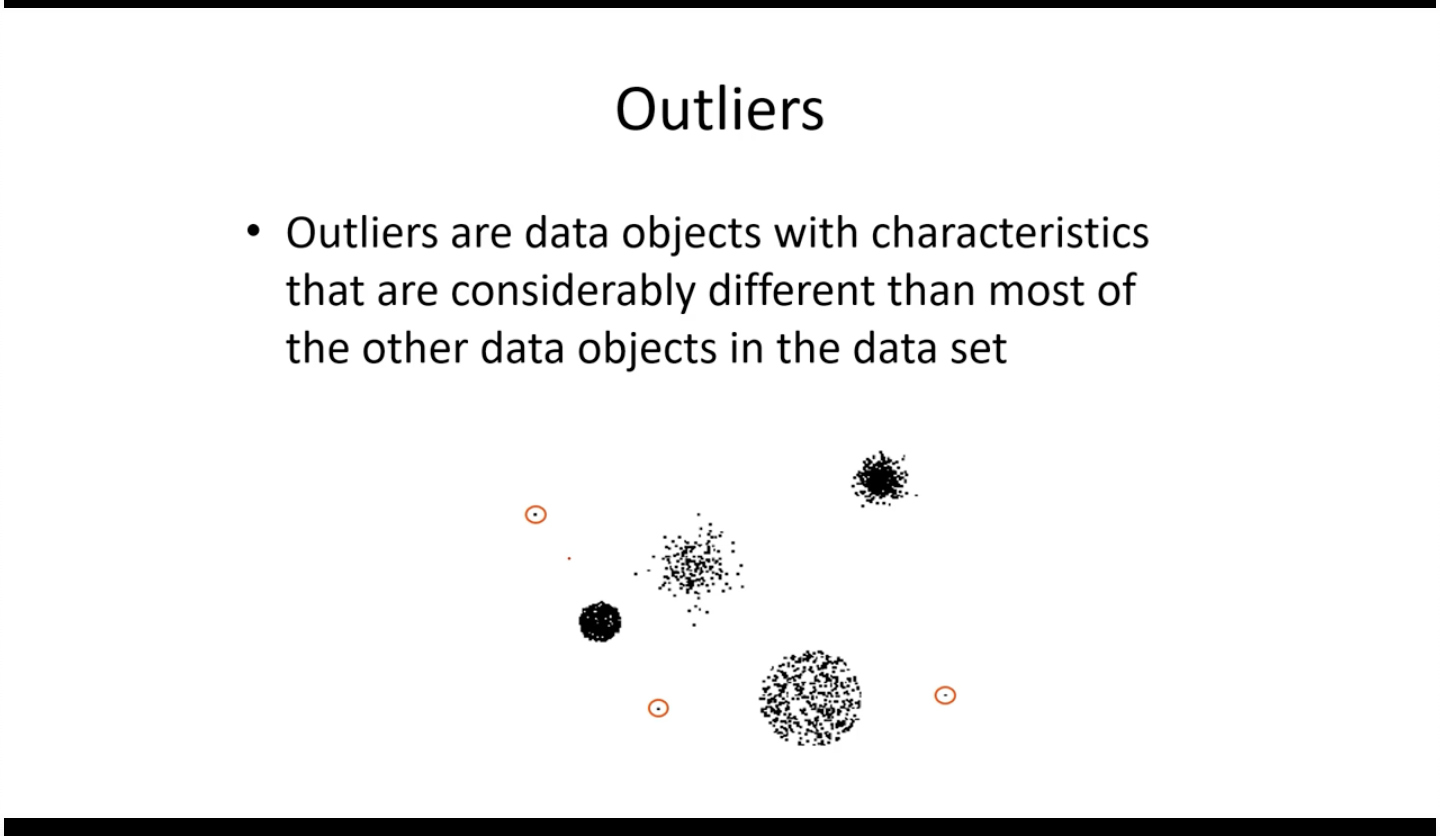 Outliers
• Outliers are data objects with characteristics
that are considerably different than most of
the other data objects in the data set